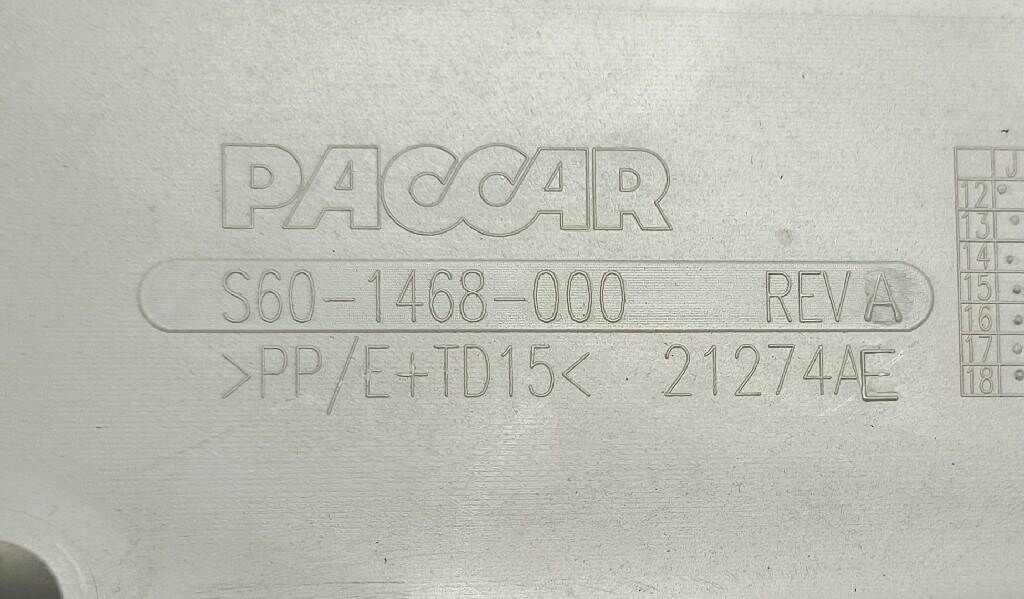 PACCAR
S60-1468-000 REV A
>PP/E+TD15< 21274AE
J
12
13
14
15
16
17
18